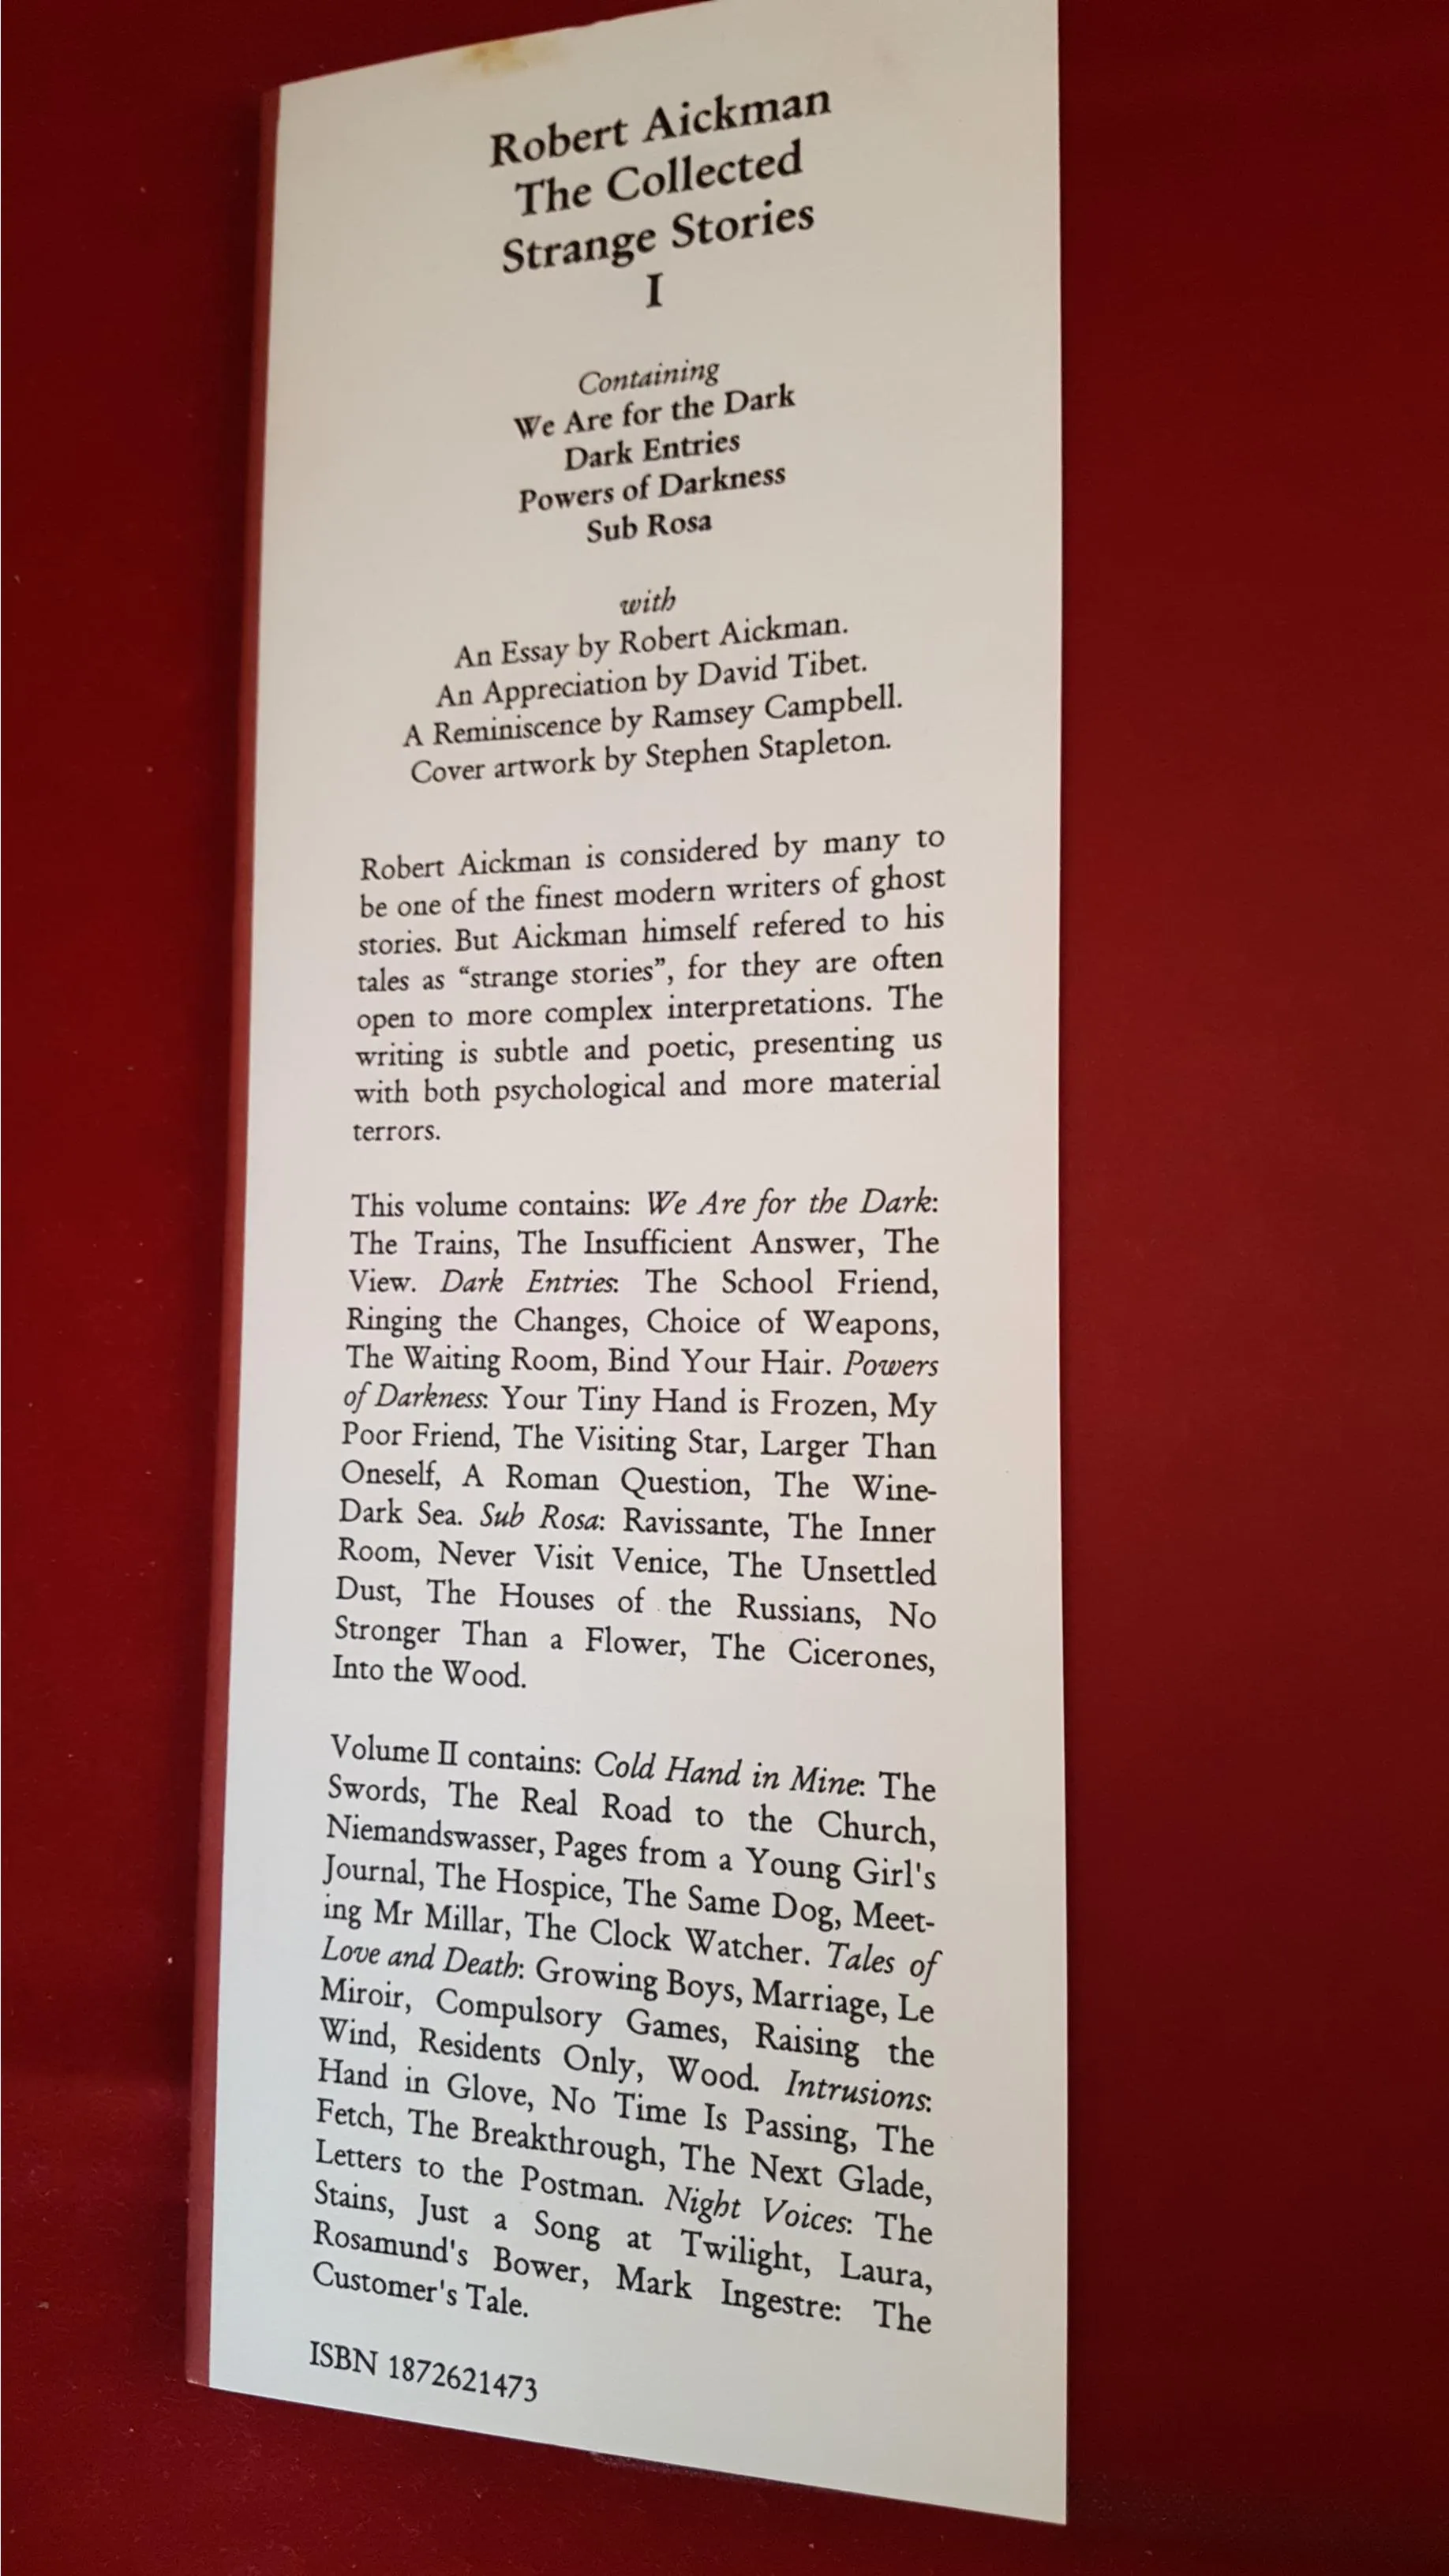 Robert Aickman
The Collected
Strange Stories
I
Containing
We Are for the Dark
Dark Entries
Powers of Darkness
Sub Rosa
with
An Essay by Robert Aickman.
An Appreciation by David Tibet.
A Reminiscence by Ramsey Campbell.
Cover artwork by Stephen Stapleton.
Robert Aickman is considered by many to
be one of the finest modern writers of ghost
stories. But Aickman himself refered to his
tales as “strange stories”, for they are often
open to more complex interpretations. The
writing is subtle and poetic, presenting us
with both psychological and more material
terrors.
This volume contains: We Are for the Dark:
The Trains, The Insufficient Answer, The
View. Dark Entries: The School Friend,
Ringing the Changes, Choice of Weapons,
The Waiting Room, Bind Your Hair. Powers
of Darkness: Your Tiny Hand is Frozen, My
Poor Friend, The Visiting Star, Larger Than
Oneself, A Roman Question, The Wine-
Dark Sea. Sub Rosa: Ravissante, The Inner
Room, Never Visit Venice, The Unsettled
Dust, The Houses of the Russians, No
Stronger Than a Flower, The Cicerones,
Into the Wood.
Volume II contains: Cold Hand in Mine: The
Swords, The Real Road to the Church,
Niemandswasser, Pages from a Young Girl's
Journal, The Hospice, The Same Dog, Meet-
ing Mr Millar, The Clock Watcher. Tales of
Love and Death: Growing Boys, Marriage, Le
Miroir, Compulsory Games, Raising the
Wind, Residents Only, Wood. Intrusions:
Hand in Glove, No Time Is Passing, The
Fetch, The Breakthrough, The Next Glade,
Letters to the Postman. Night Voices: The
Stains, Just a Song at Twilight, Laura,
Rosamund's Bower, Mark Ingestre: The
Customer's Tale.
ISBN 1872621473